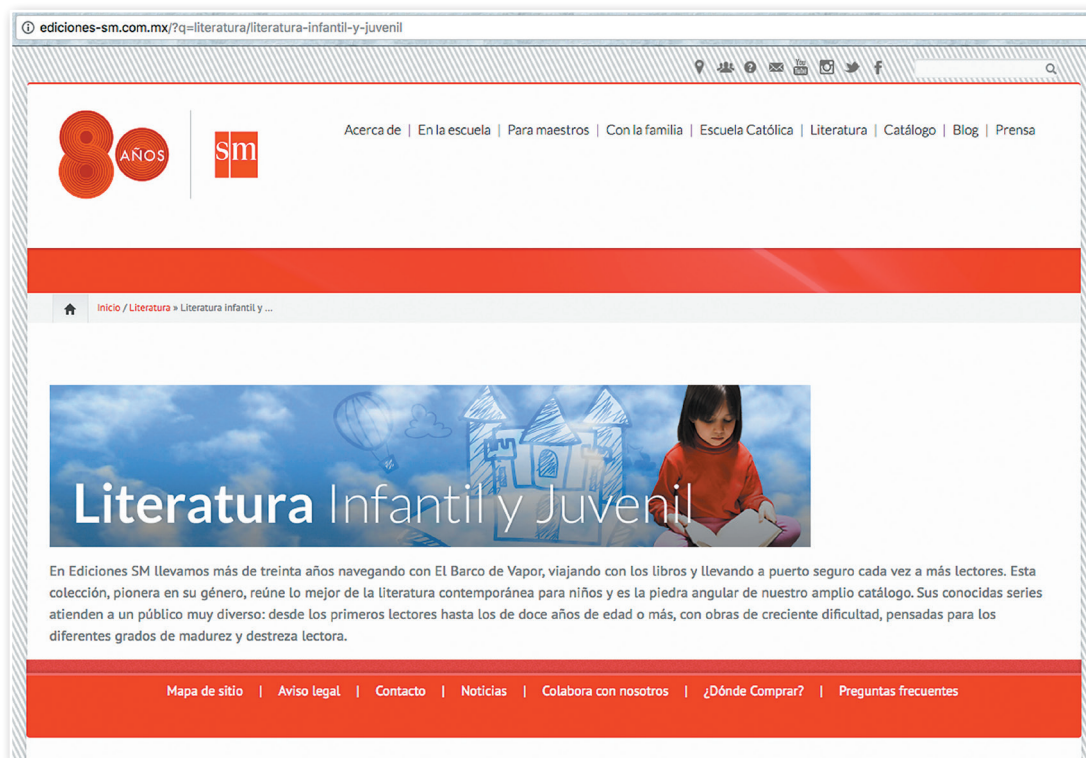 ediciones-sm.com.mx/?q=literatura/literatura-infantil-y-juvenil
You
Tube
8 AÑOS
sm
Acerca de | En la escuela | Para maestros | Con la familia | Escuela Católica | Literatura | Catálogo | Blog | Prensa
Inicio / Literatura » Literatura infantil y ...
Literatura Infantil y Juvenil
En Ediciones SM llevamos más de treinta años navegando con El Barco de Vapor, viajando con los libros y llevando a puerto seguro cada vez a más lectores. Esta
colección, pionera en su género, reúne lo mejor de la literatura contemporánea para niños y es la piedra angular de nuestro amplio catálogo. Sus conocidas series
atienden a un público muy diverso: desde los primeros lectores hasta los de doce años de edad o más, con obras de creciente dificultad, pensadas para los
diferentes grados de madurez y destreza lectora.
Mapa de sitio | Aviso legal | Contacto | Noticias | Colabora con nosotros | ¿Dónde Comprar? | Preguntas frecuentes